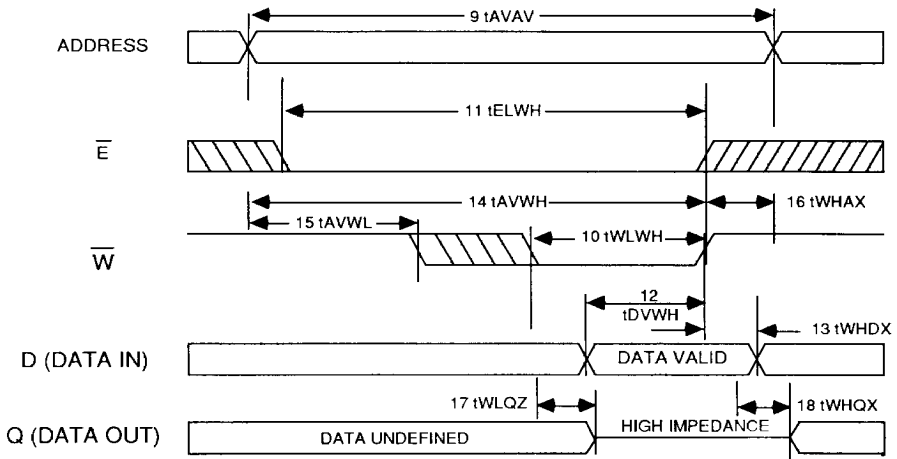 9 tAVAV
ADDRESS
11 tELWH
E
14 tAVWH
16 tWHAX
15 tAVWL
10 tWLWH
W
12
tDVWH
13 tWHDX
D (DATA IN)
DATA VALID
17 tWLQZ
18 tWHQX
HIGH IMPEDANCE
Q (DATA OUT)
DATA UNDEFINED